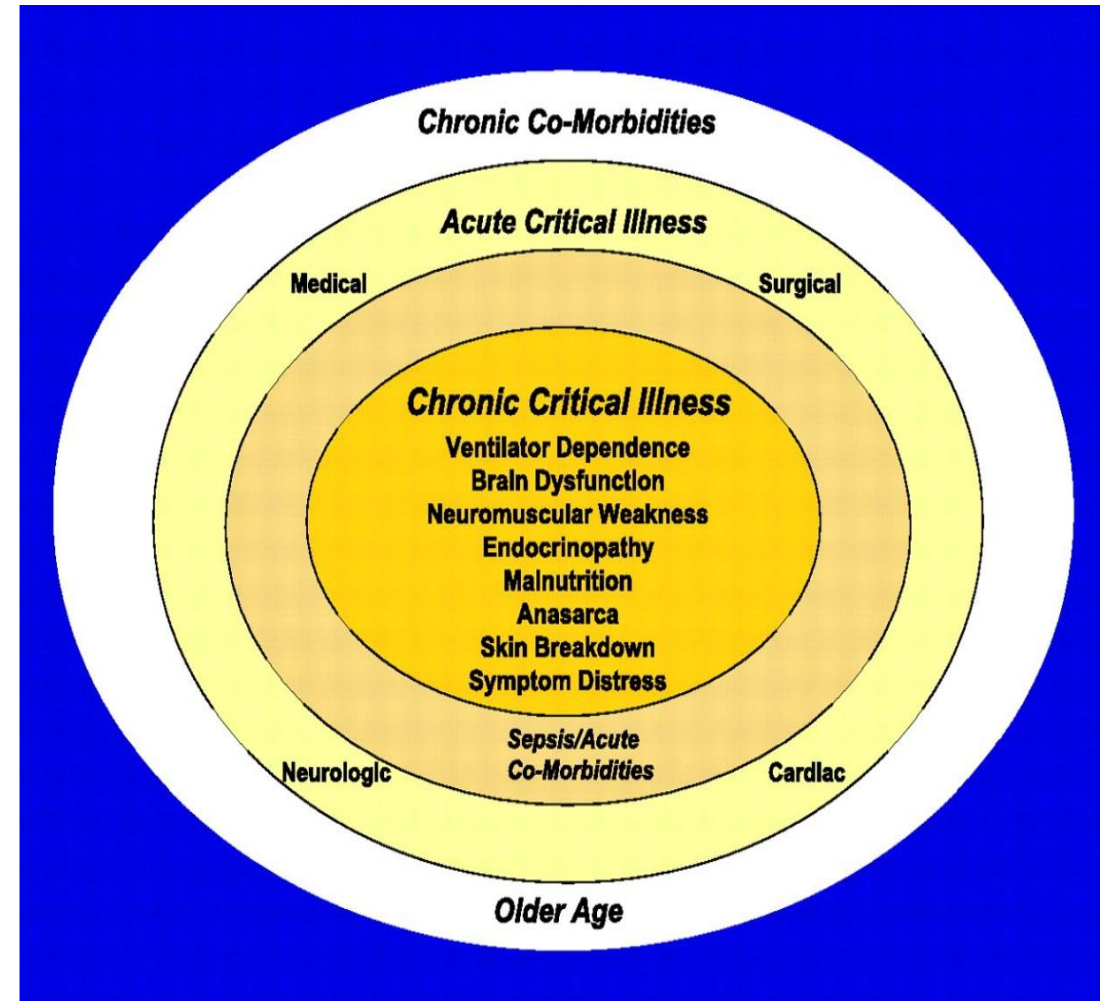 Chronic Co-Morbidities
Acute Critical Illness
Medical
Surgical
Chronic Critical Illness
Ventilator Dependence
Brain Dysfunction
Neuromuscular Weakness
Endocrinopathy
Malnutrition
Anasarca
Skin Breakdown
Symptom Distress
Sepsis/Acute
Co-Morbidities
Neurologic
Cardiac
Older Age